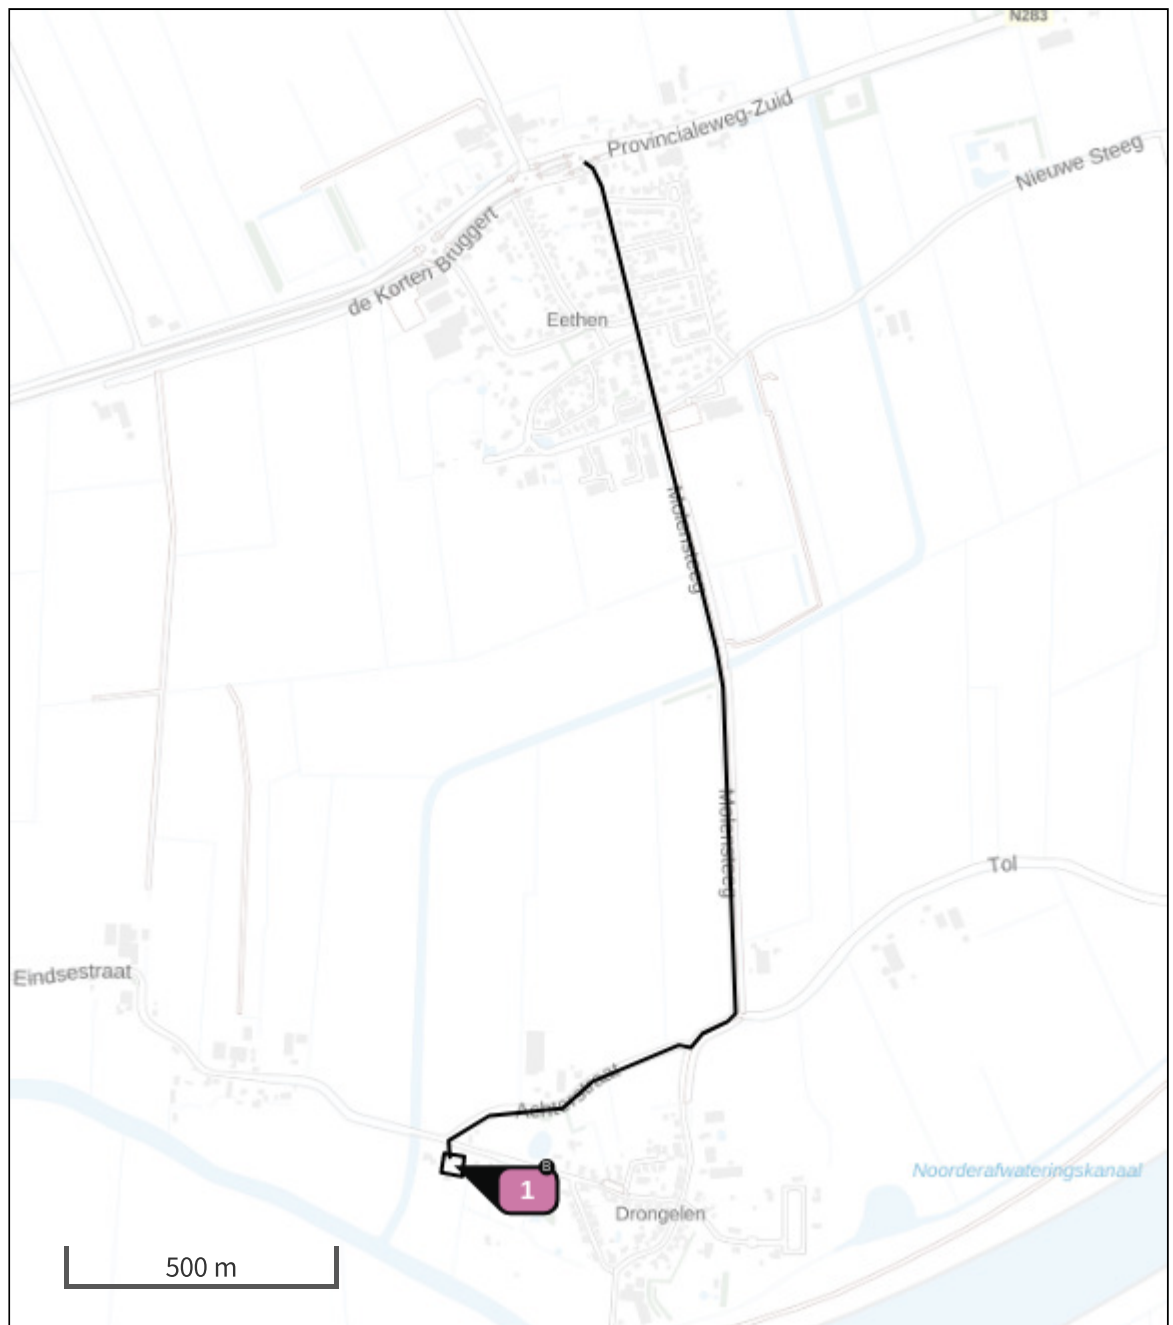 N283
Provincialeweg-Zuid
Nieuwe Steeg
de Korten Bruggert
Eethen
Molensteeg
Molensteeg
Tol
Eindsestraat
Achterstraat
Noorderafwateringskanaal
B
1
Drongelen
500 m